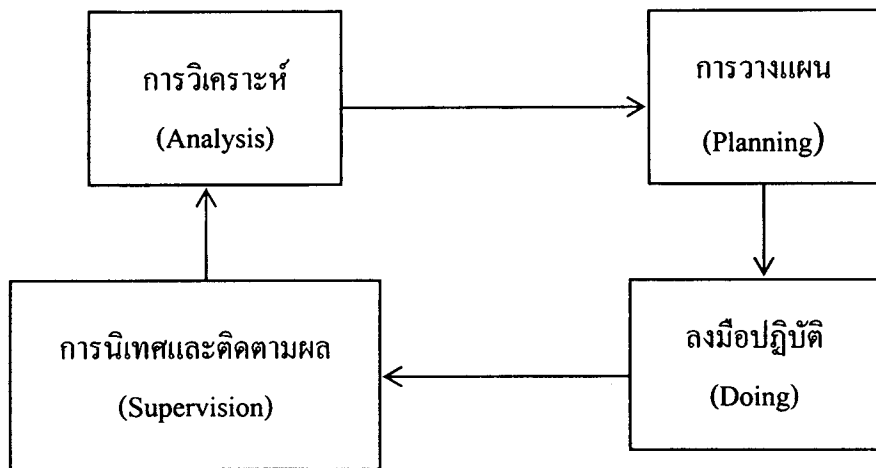 การวิเคราะห์
(Analysis)
การวางแผน
(Planning)
ลงมือปฏิบัติ
(Doing)
การนิเทศและติดตามผล
(Supervision)